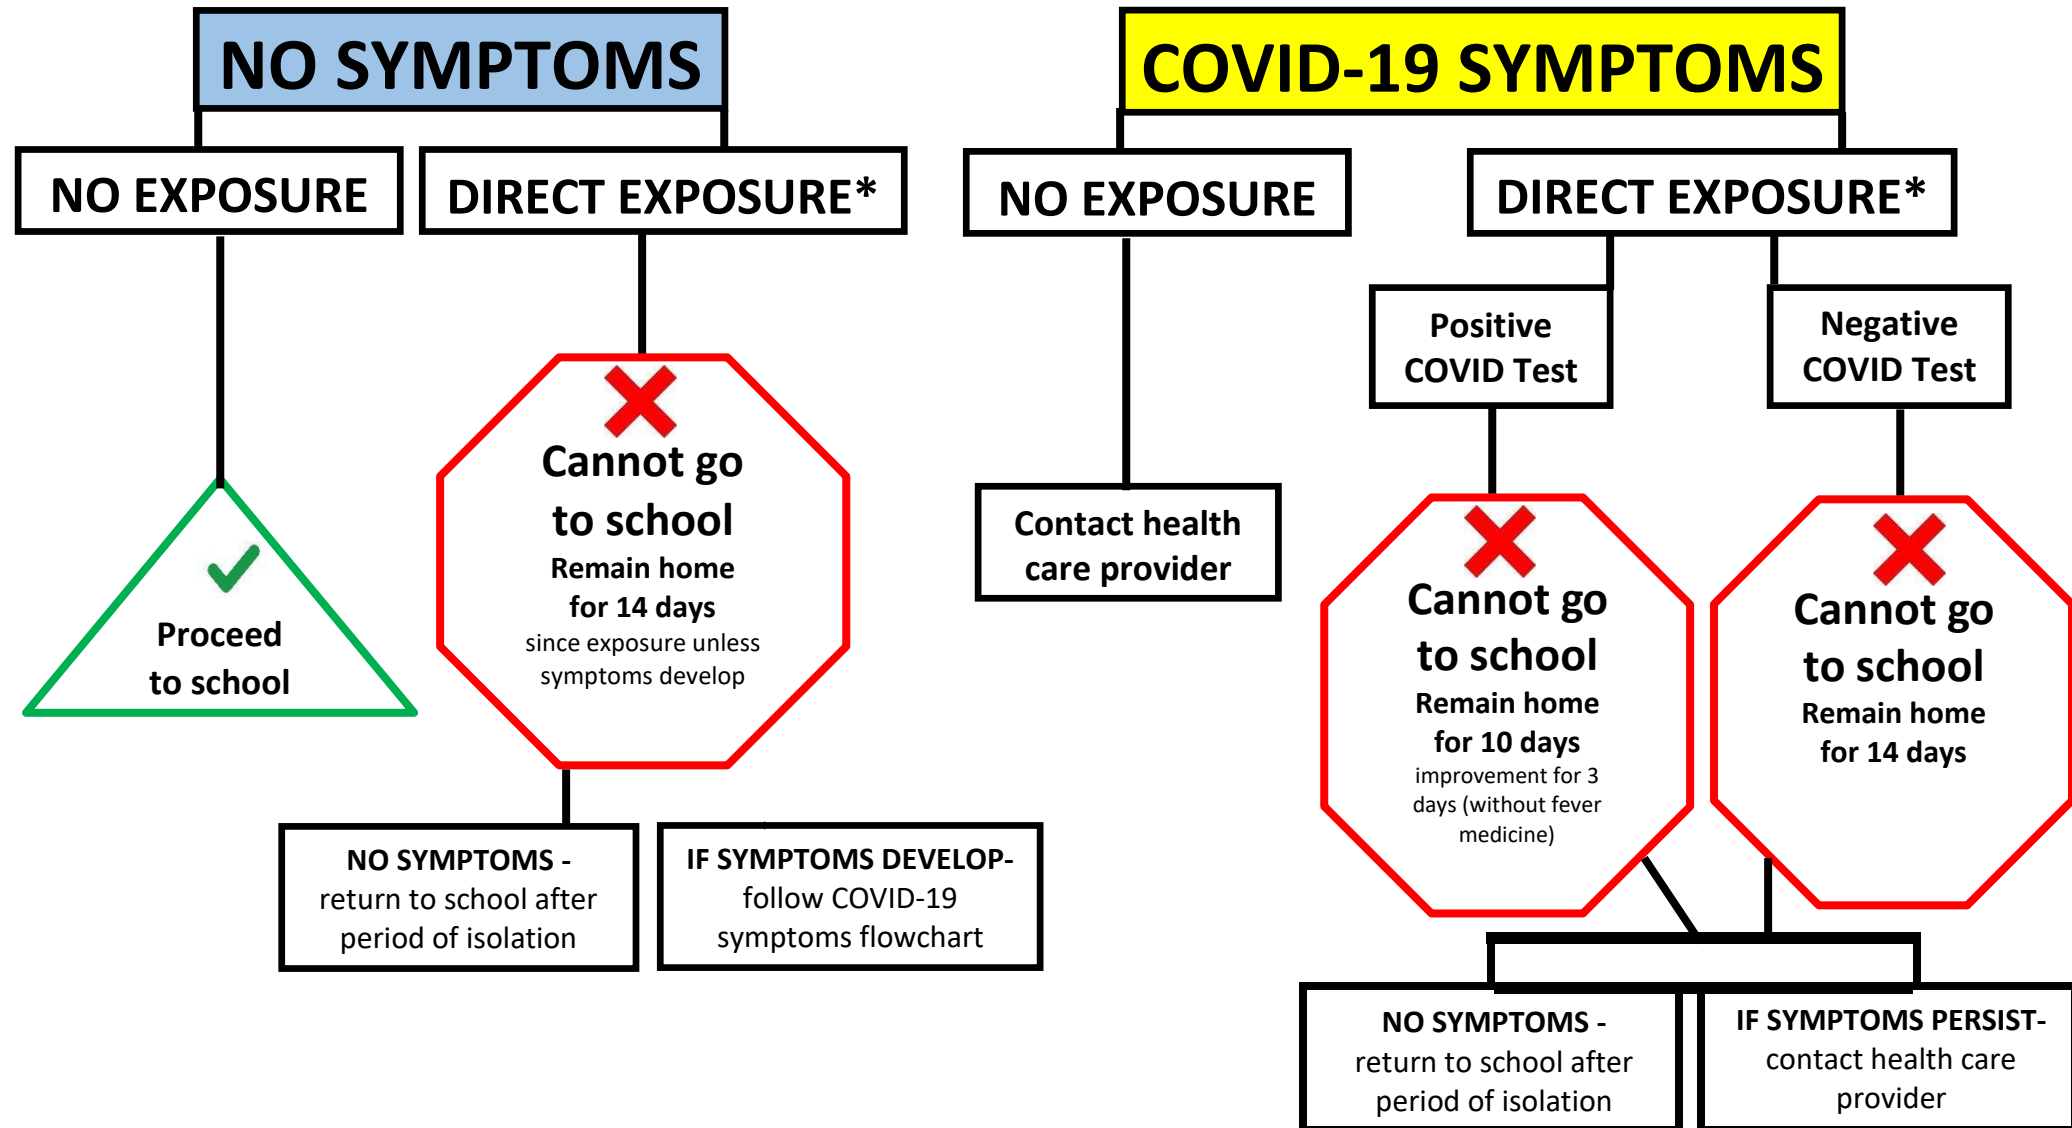 NO SYMPTOMS
NO EXPOSURE
DIRECT EXPOSURE*
Proceed
to school
Cannot go
to school
Remain home
for 14 days
since exposure unless
symptoms develop
NO SYMPTOMS -
return to school after
period of isolation
IF SYMPTOMS DEVELOP-
follow COVID-19
symptoms flowchart
COVID-19 SYMPTOMS
NO EXPOSURE
DIRECT EXPOSURE*
Contact health
care provider
Positive
COVID Test
Negative
COVID Test
Cannot go
to school
Remain home
for 10 days
improvement for 3
days (without fever
medicine)
Cannot go
to school
Remain home
for 14 days
NO SYMPTOMS -
return to school after
period of isolation
IF SYMPTOMS PERSIST-
contact health care
provider